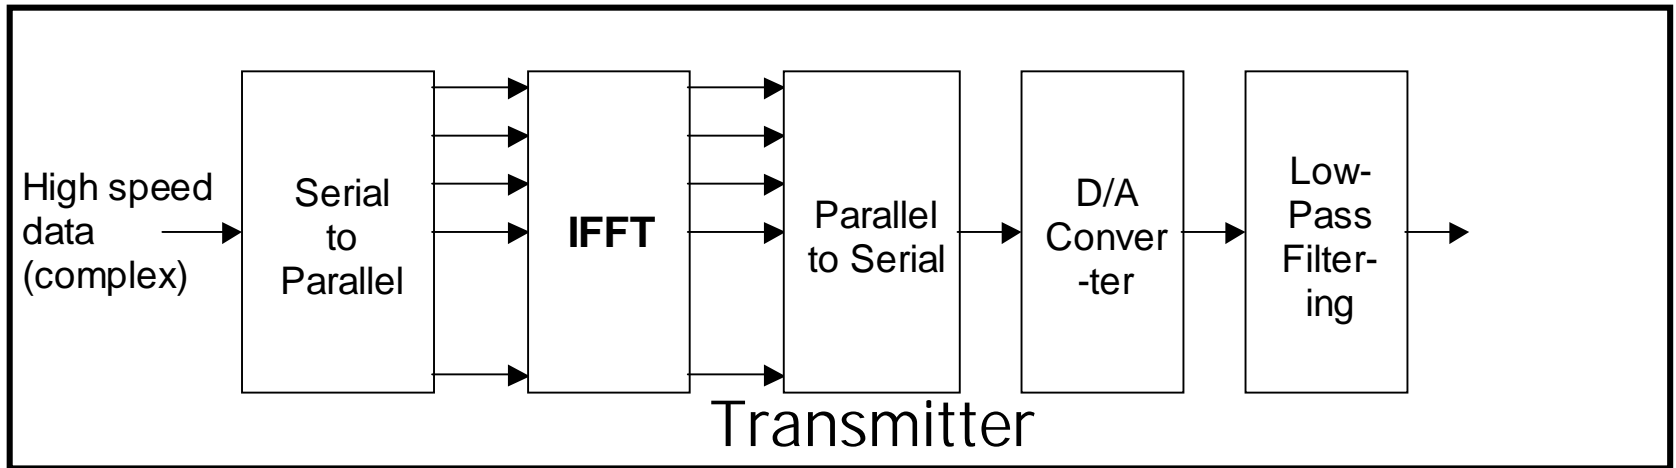 High speed
data
(complex)
Serial
to
Parallel
IFFT
Parallel
to Serial
D/A
Conver
-ter
Low-
Pass
Filter-
ing
Transmitter